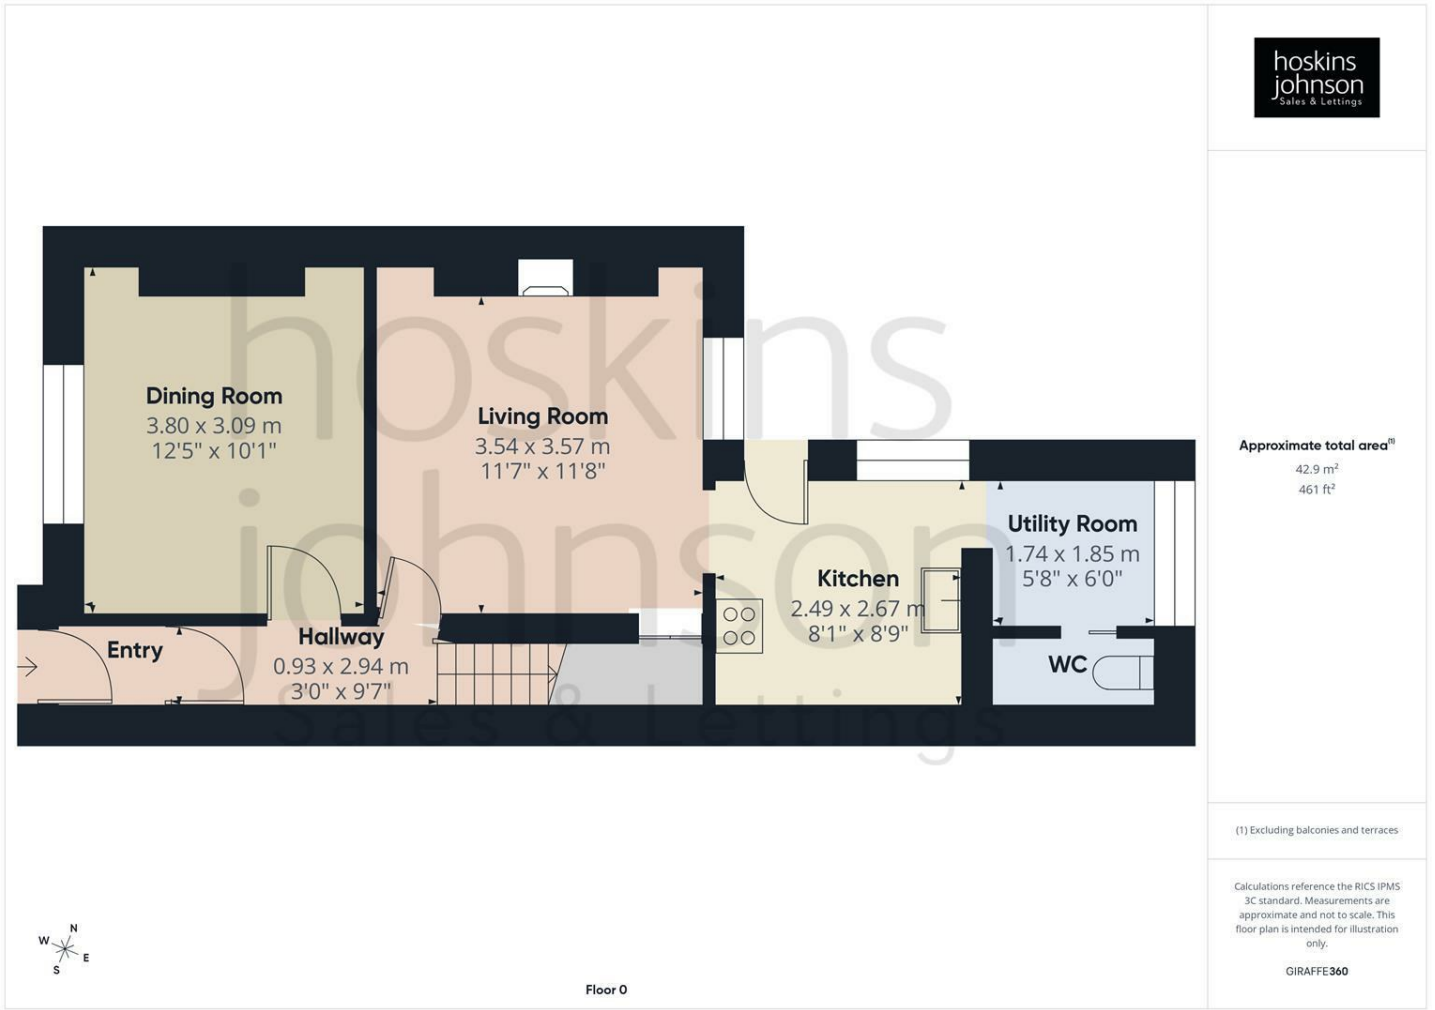 hoskins
johnson
Sales & Lettings
Dining Room
3.80 x 3.09 m
12'5" x 10'1"
Living Room
3.54 x 3.57 m
11'7" x 11'8"
Kitchen
2.49 x 2.67 m
8'1" x 8'9"
Utility Room
1.74 x 1.85 m
5'8" x 6'0"
WC
Entry
Hallway
0.93 x 2.94 m
3'0" x 9'7"
hoskins
johnson
Sales & Lettings
N
W
E
S
Floor 0
Approximate total area(1)
42.9 m²
461 ft²
(1) Excluding balconies and terraces
Calculations reference the RICS IPMS
3C standard. Measurements are
approximate and not to scale. This
floor plan is intended for illustration
only.
GIRAFFE360